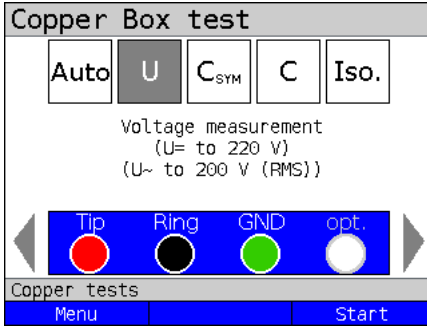 Copper Box test
Auto U CSYM C Iso.
Voltage measurement
(U= to 220 V)
(U~ to 200 V (RMS))
Tip Ring GND opt.
Copper tests
Menu Start